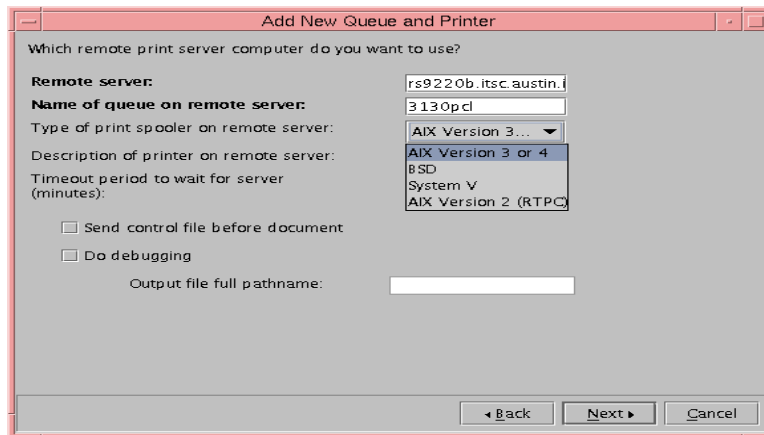 Add New Queue and Printer
Which remote print server computer do you want to use?
Remote server: rs9220b.itsc.austin.i
Name of queue on remote server: 3130pcl
Type of print spooler on remote server: AIX Version 3...
Description of printer on remote server:
AIX Version 3 or 4
BSD
System V
AIX Version 2 (RTPC)
Timeout period to wait for server
(minutes):
Send control file before document
Do debugging
Output file full pathname:
Back Next Cancel